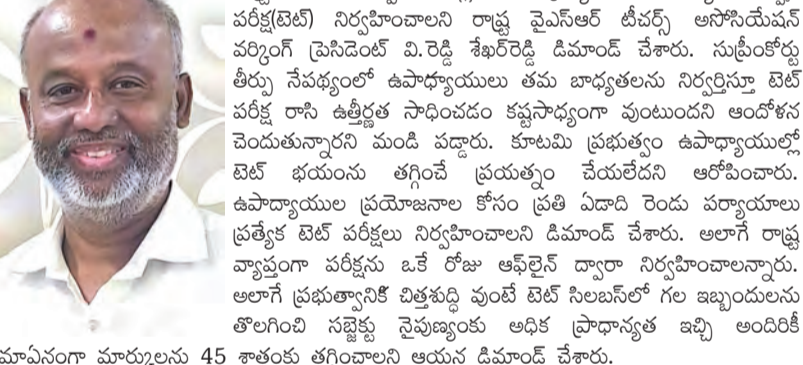 పరీక్ష(టెట్) నిర్వహించాలని రాష్ట్ర వైఎస్ఆర్ టీచర్స్ అసోసియేషన్
వర్కింగ్ ప్రెసిడెంట్ వి.రెడ్డి శేఖర్‌రెడ్డి డిమాండ్ చేశారు. సుప్రీంకోర్టు
తీర్పు నేపథ్యంలో ఉపాధ్యాయులు తమ బాధ్యతలను నిర్వర్తిస్తూ టెట్
పరీక్ష రాసి ఉత్తీర్ణత సాధించడం కష్టసాధ్యంగా వుంటుందని ఆందోళన
చెందుతున్నారని మండి పడ్డారు. కూటమి ప్రభుత్వం ఉపాధ్యాయుల్లో
టెట్ భయంను తగ్గించే ప్రయత్నం చేయలేదని ఆరోపించారు.
ఉపాద్యాయుల ప్రయోజనాల కోసం ప్రతి ఏడాది రెండు పర్యాయాలు
ప్రత్యేక టెట్ పరీక్షలు నిర్వహించాలని డిమాండ్ చేశారు. అలాగే రాష్ట్ర
వ్యాప్తంగా పరీక్షను ఒకే రోజు ఆఫ్‌లైన్ ద్వారా నిర్వహించాలన్నారు.
అలాగే ప్రభుత్వానికి చిత్తశుద్ధి వుంటే టెట్ సిలబస్‌లో గల ఇబ్బందులను
తొలగించి సబ్జెక్టు నైపుణ్యంకు అధిక ప్రాధాన్యత ఇచ్చి అందిరికీ
మాఏనంగా మార్కులను 45 శాతంకు తగ్గించాలని ఆయన డిమాండ్ చేశారు.